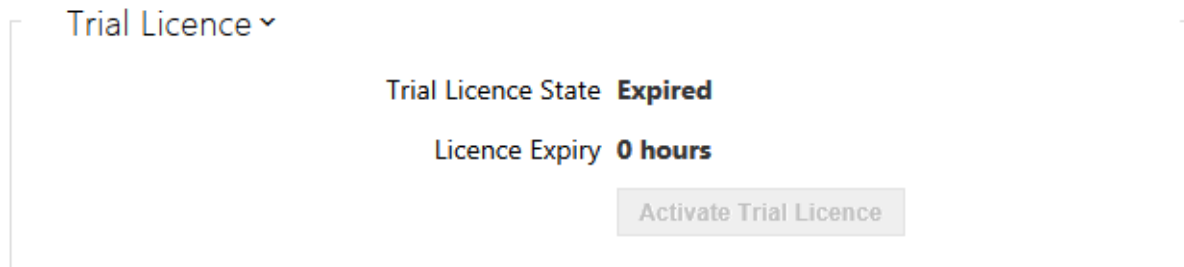 Trial Licence
Trial Licence State Expired
Licence Expiry 0 hours
Activate Trial Licence